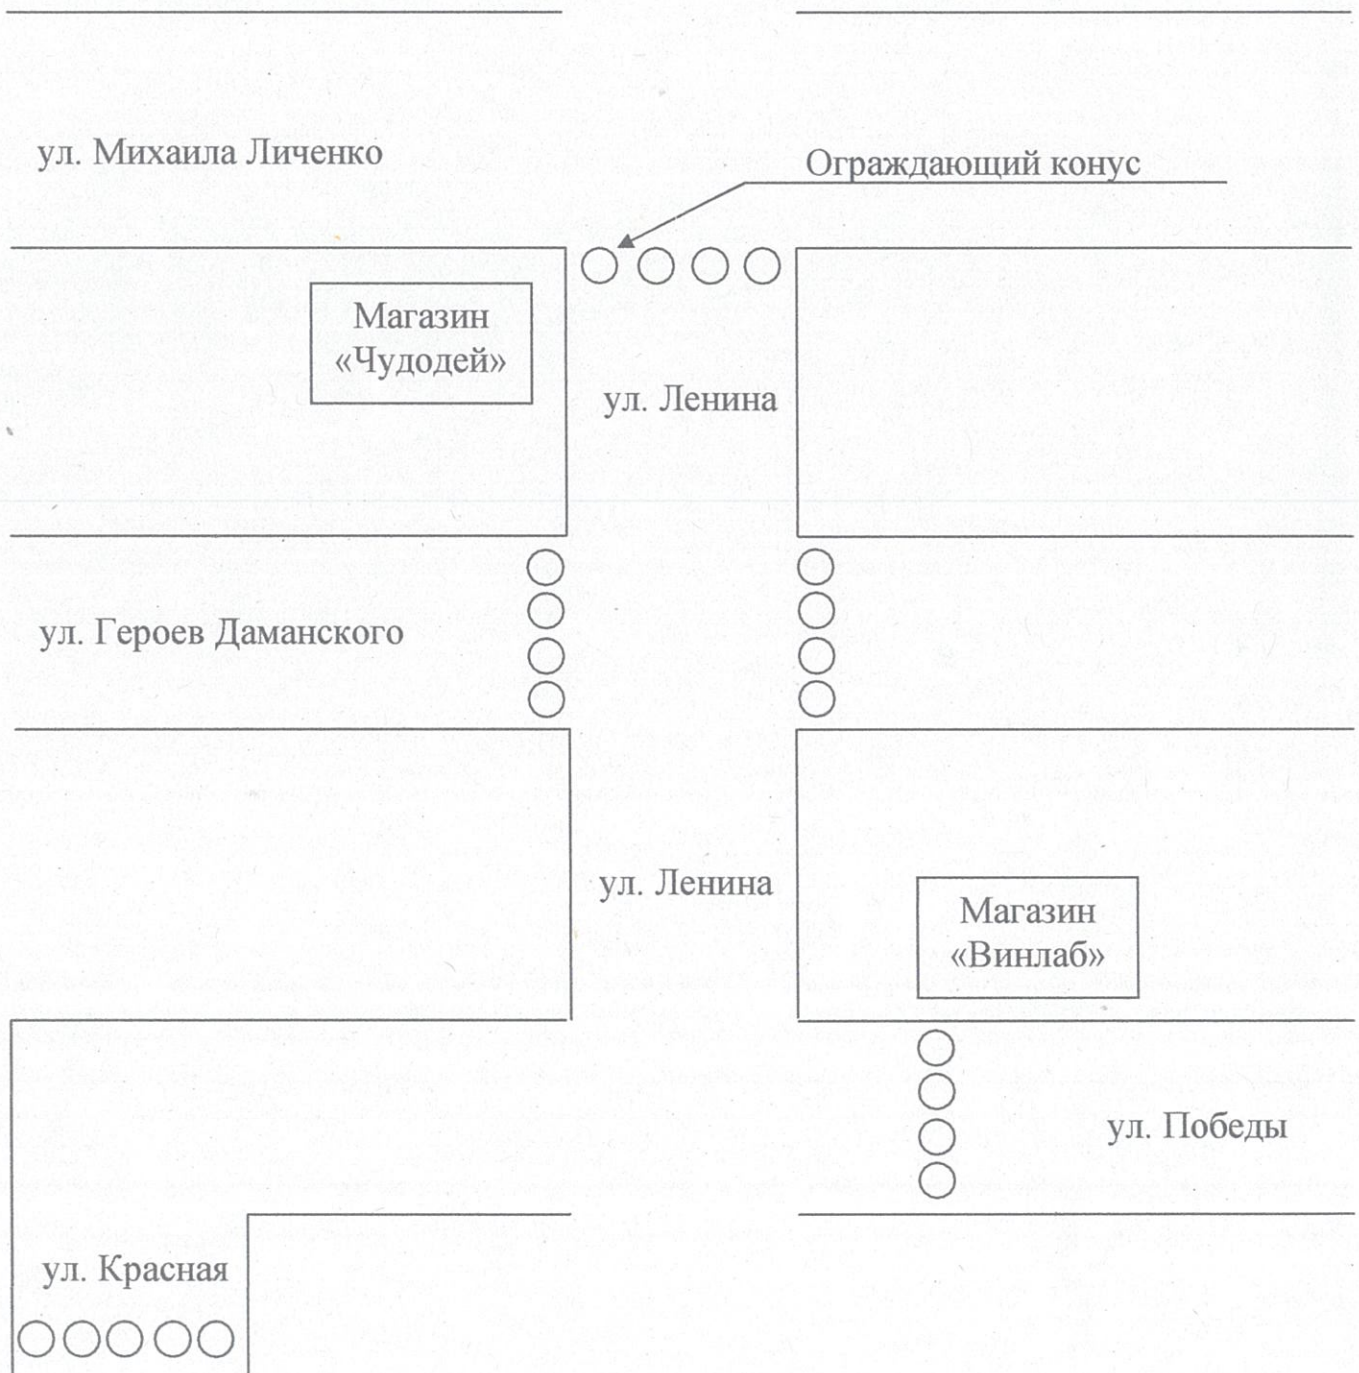 ул. Михаила Личенко
Ограждающий конус
Магазин
«Чудодей»
ул. Ленина
ул. Героев Даманского
ул. Ленина
Магазин
«Винлаб»
ул. Победы
ул. Красная